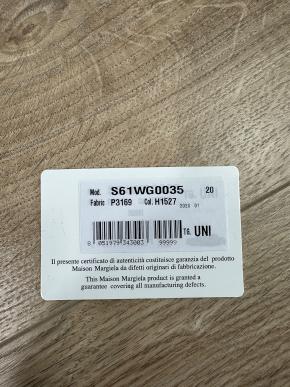 Mod. S61WG0035 20
Fabric P3169 Col. H1527
2020 01
TG. UNI
8 051979 343003 99999
Il presente certificato di autenticità costituisce garanzia del prodotto
Maison Margiela da difetti originari di fabbricazione.
This Maison Margiela product is granted a
guarantee covering all manufacturing defects.